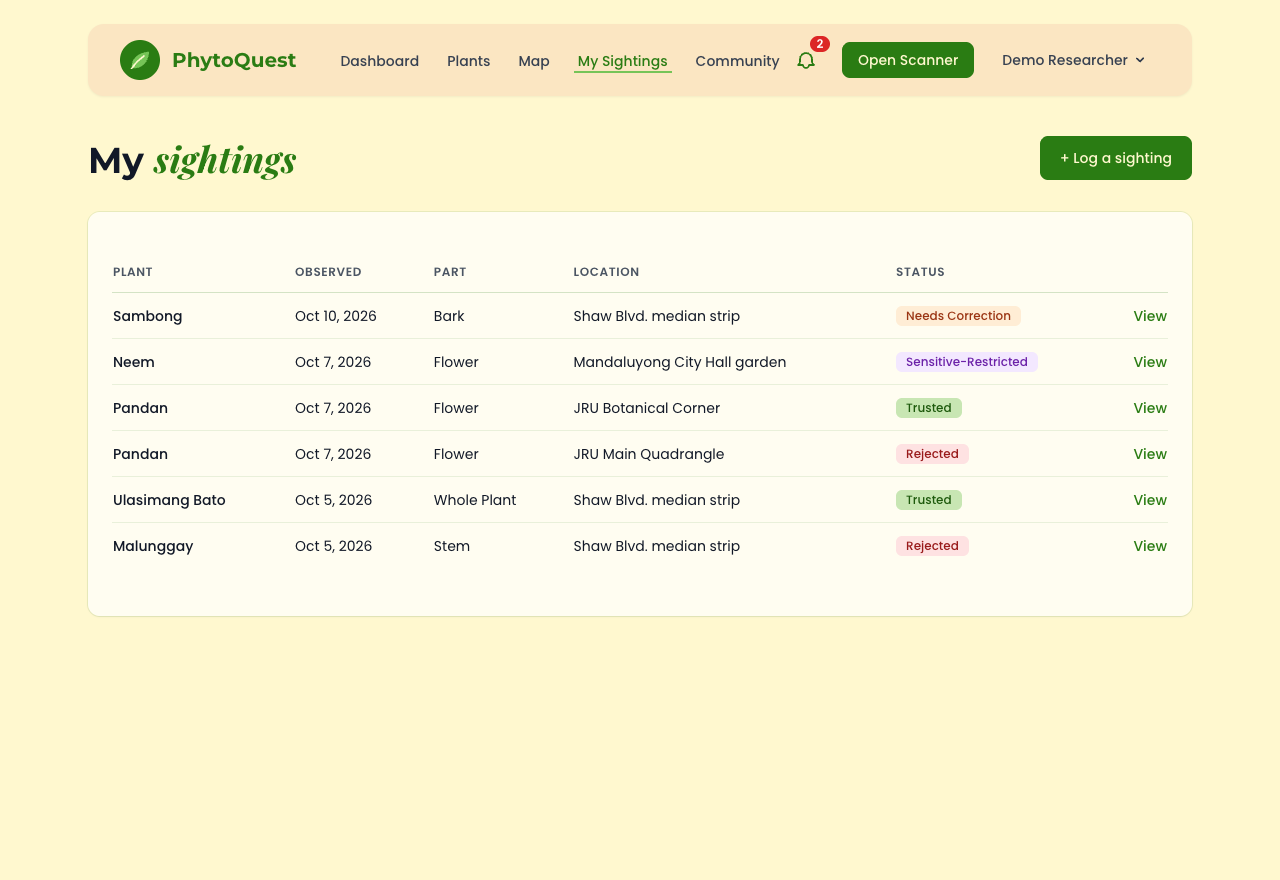 PhytoQuest Dashboard Plants Map My Sightings Community 2 Open Scanner Demo Researcher
My sightings + Log a sighting
PLANT OBSERVED PART LOCATION STATUS
Sambong Oct 10, 2026 Bark Shaw Blvd. median strip Needs Correction View
Neem Oct 7, 2026 Flower Mandaluyong City Hall garden Sensitive-Restricted View
Pandan Oct 7, 2026 Flower JRU Botanical Corner Trusted View
Pandan Oct 7, 2026 Flower JRU Main Quadrangle Rejected View
Ulasimang Bato Oct 5, 2026 Whole Plant Shaw Blvd. median strip Trusted View
Malunggay Oct 5, 2026 Stem Shaw Blvd. median strip Rejected View